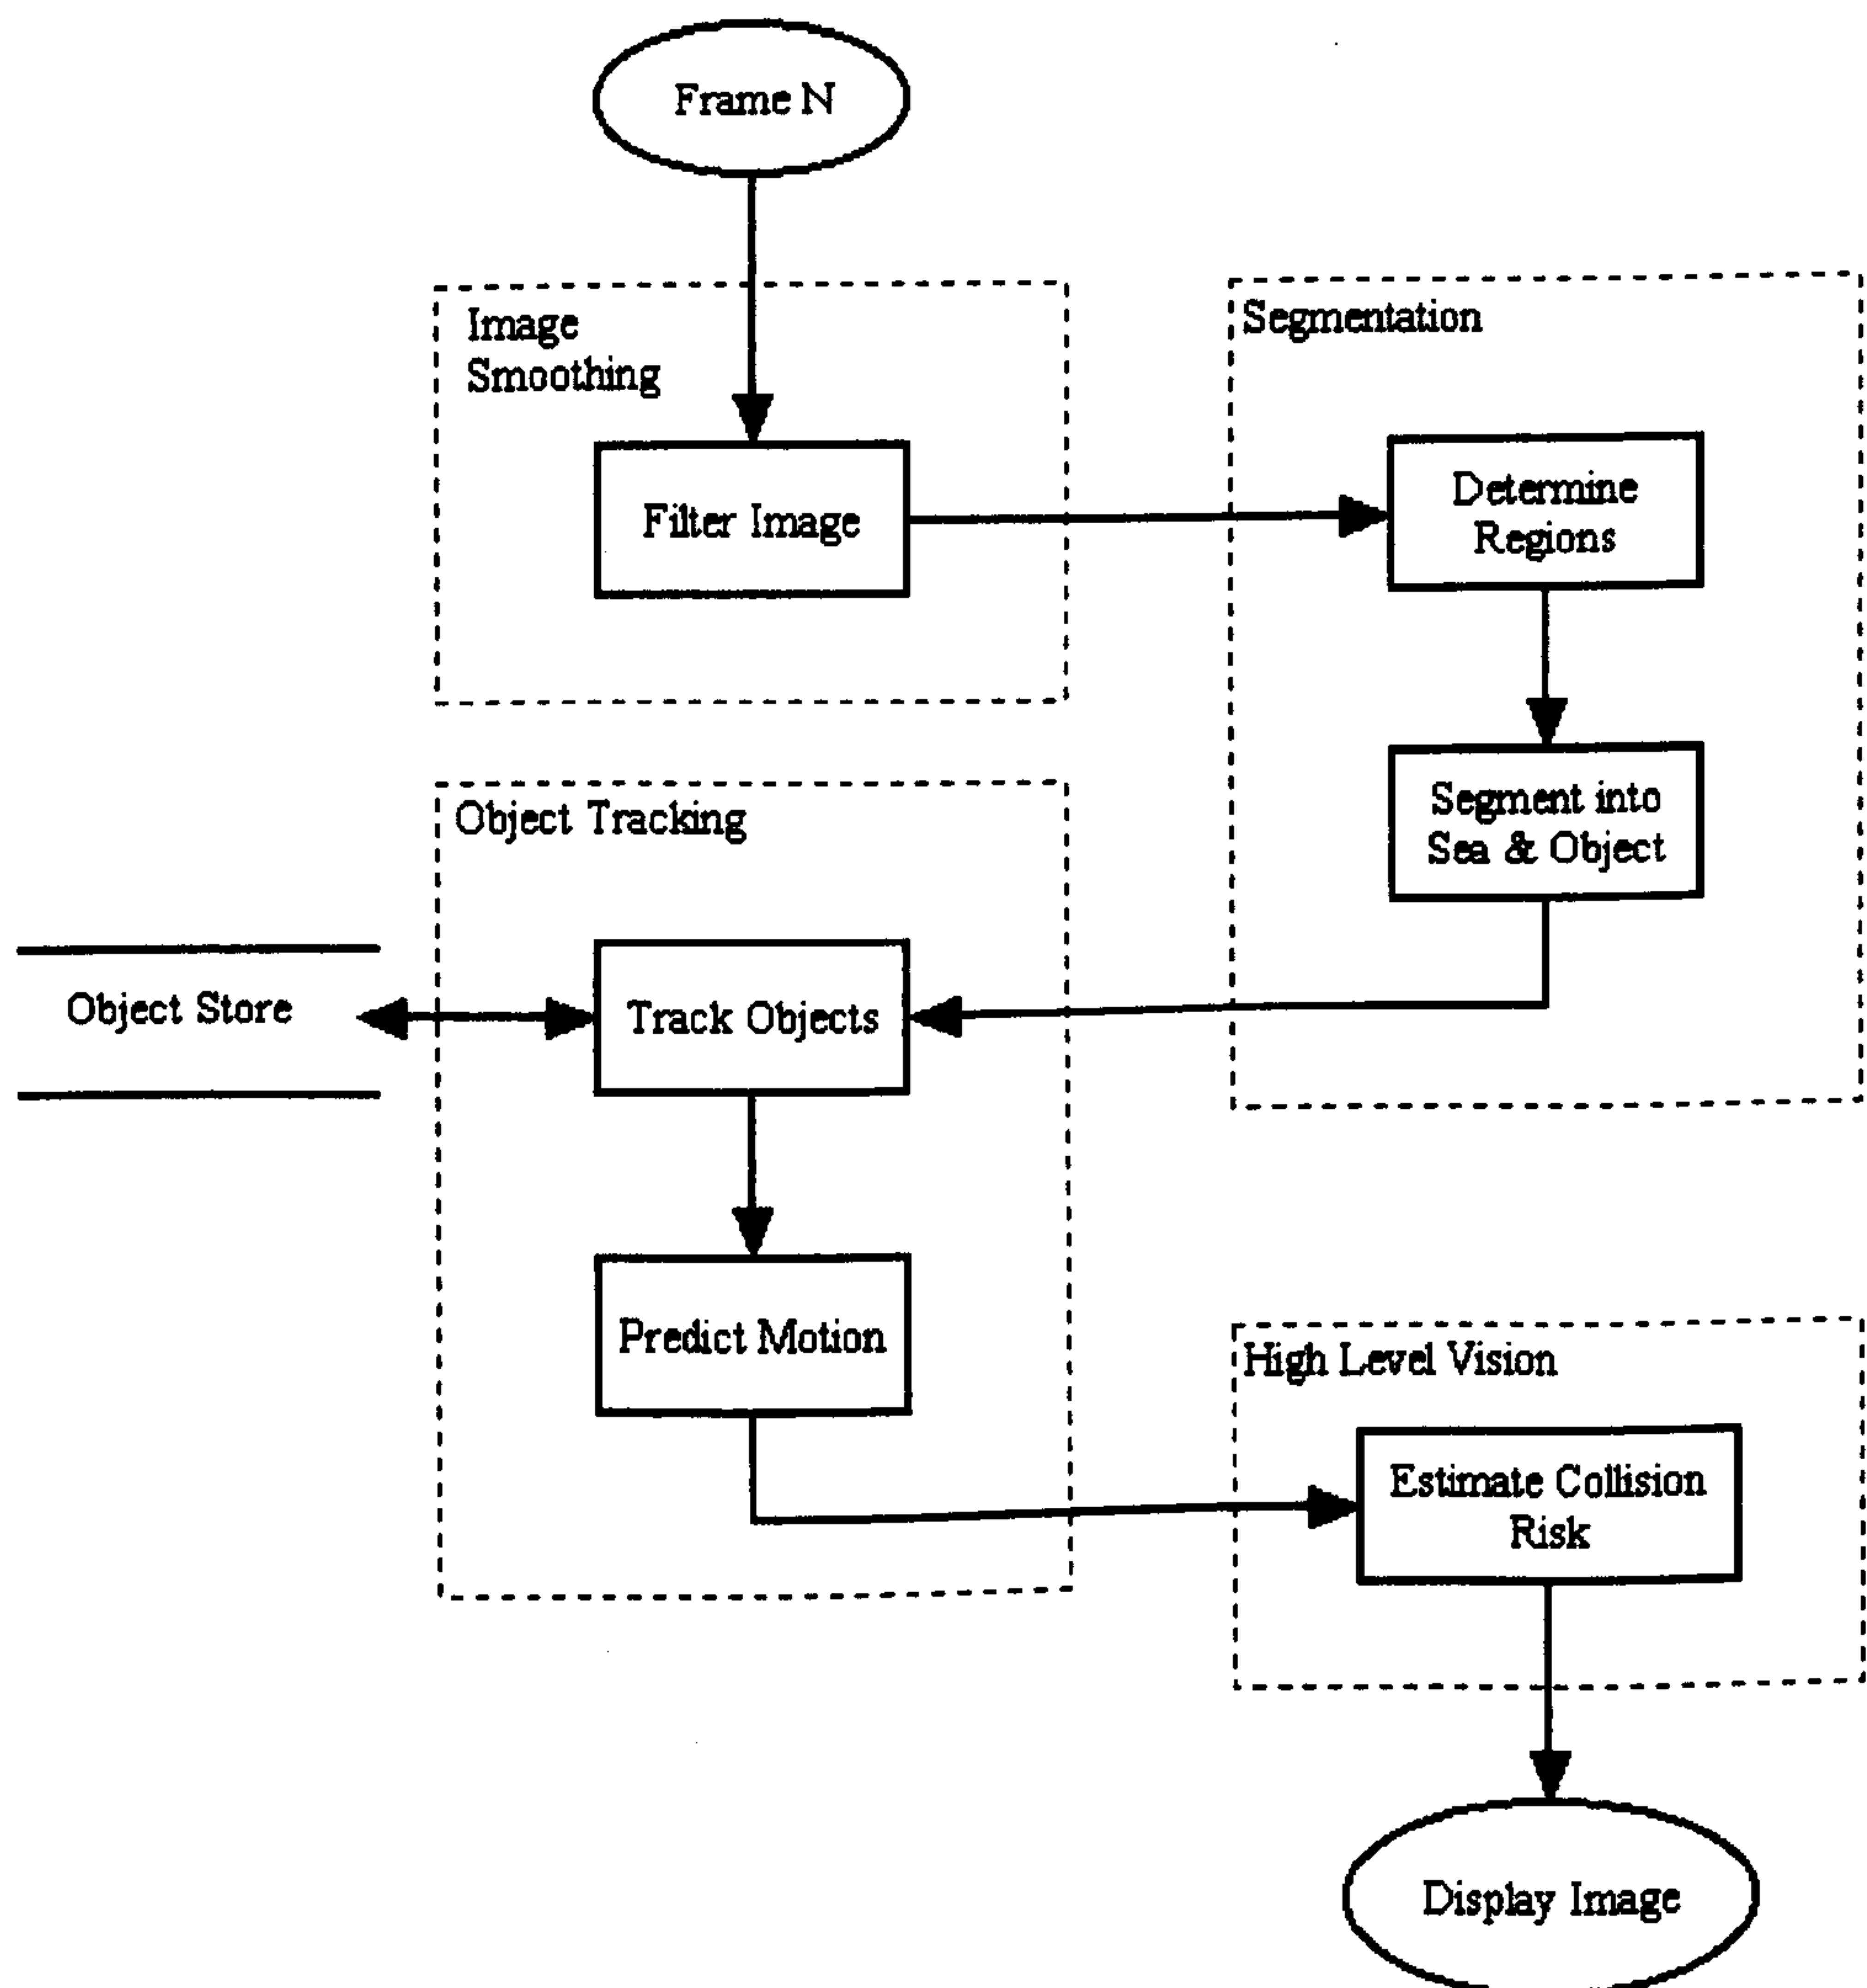 Frame N
Image
Smoothing
Filter Image
Segmentation
Determine
Regions
Segment into
Sea & Object
Object Tracking
Object Store
Track Objects
Predict Motion
High Level Vision
Estimate Collision
Risk
Display Image